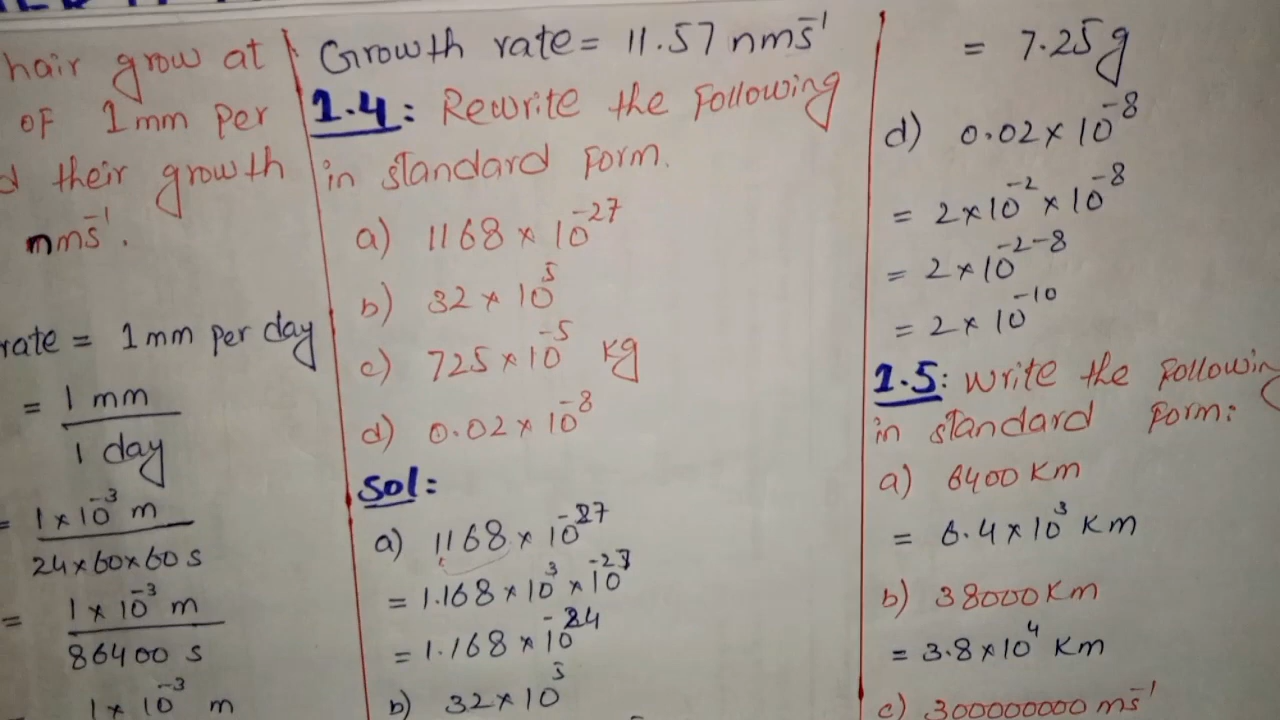 hair grow at
of 1mm Per
their growth
nms⁻¹.
rate = 1mm per day
= 1 mm / 1 day
= 1×10⁻³ m / 24×60×60 s
= 1×10⁻³ m / 86400 s
1×10⁻³ m
Growth rate = 11.57 nms⁻¹
1.4: Rewrite the Following
in standard Form.
a) 1168 × 10⁻²⁷
b) 32 × 10⁵
c) 725 × 10⁻⁵ kg
d) 0.02 × 10⁻⁸
Sol:
a) 1168 × 10⁻²⁷
= 1.168 × 10³ × 10⁻²⁷
= 1.168 × 10⁻²⁴
b) 32 × 10⁵
= 7.25g
d) 0.02 × 10⁻⁸
= 2×10⁻² × 10⁻⁸
= 2×10⁻²⁻⁸
= 2× 10⁻¹⁰
1.5: Write the Followin
in standard Form:
a) 6400 Km
= 6.4 × 10³ Km
b) 38000 Km
= 3.8×10⁴ Km
c) 300000000 ms⁻¹